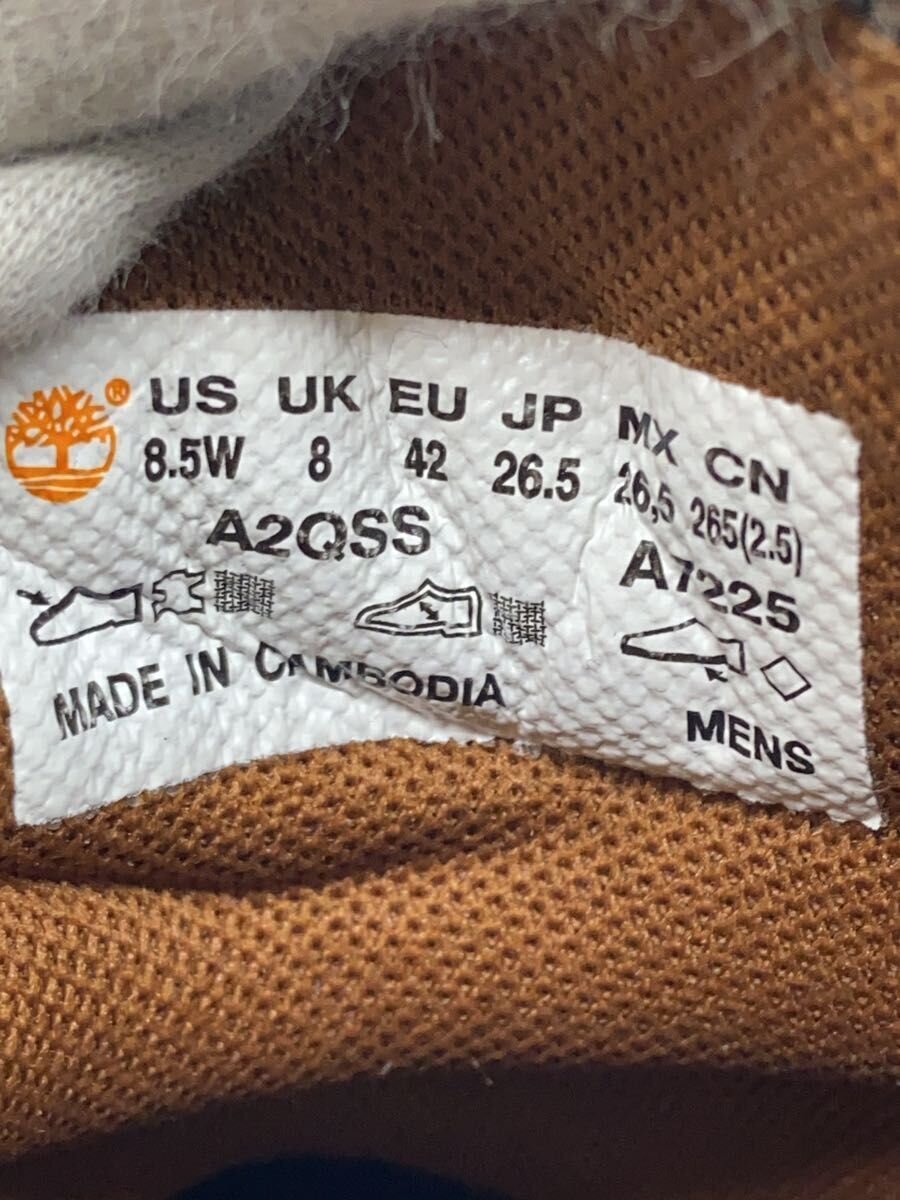 ® US UK EU JP MX CN
8.5W 8 42 26.5 26,5 265(2.5)
A2QSS A7225
MADE IN CAMBODIA MENS